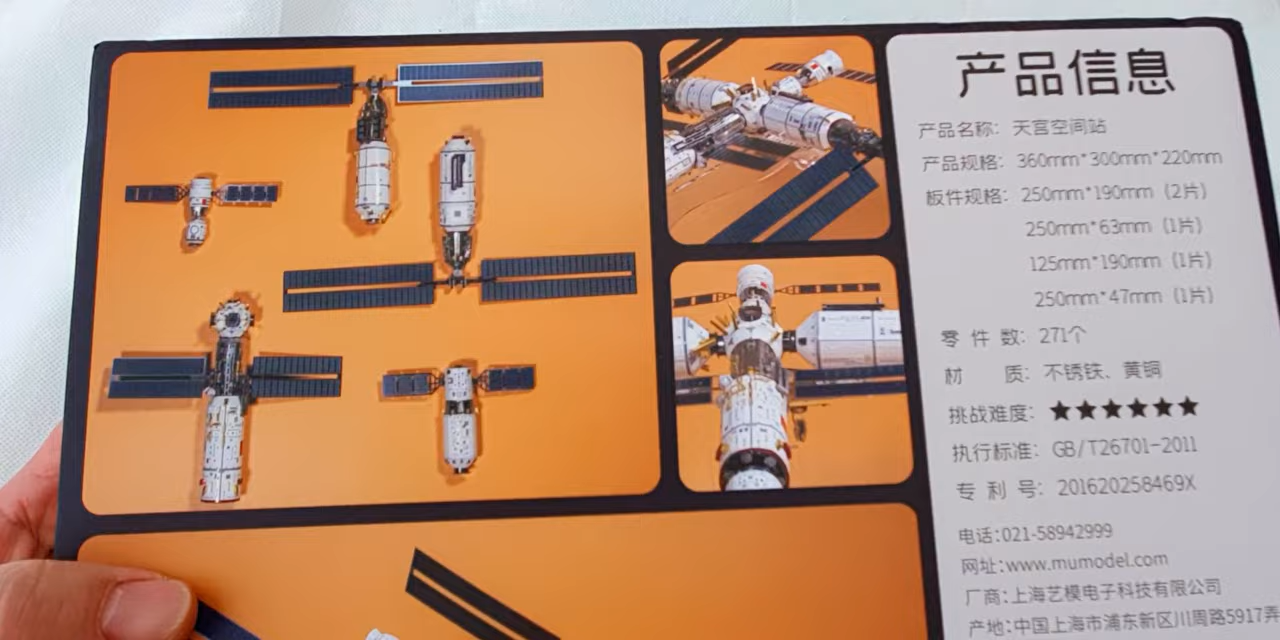 产品信息
产品名称：天宫空间站
产品规格：360mm*300mm*220mm
板件规格：250mm*190mm（2片）
250mm*63mm（1片）
125mm*190mm（1片）
250mm*47mm（1片）
零 件 数：271个
材 质：不锈铁、黄铜
挑战难度：★★★★★★
执行标准：GB/T26701-2011
专 利 号：201620258469X
电话：021-58942999
网址：www.mumodel.com
厂商：上海艺模电子科技有限公司
产地：中国上海市浦东新区川周路5917弄